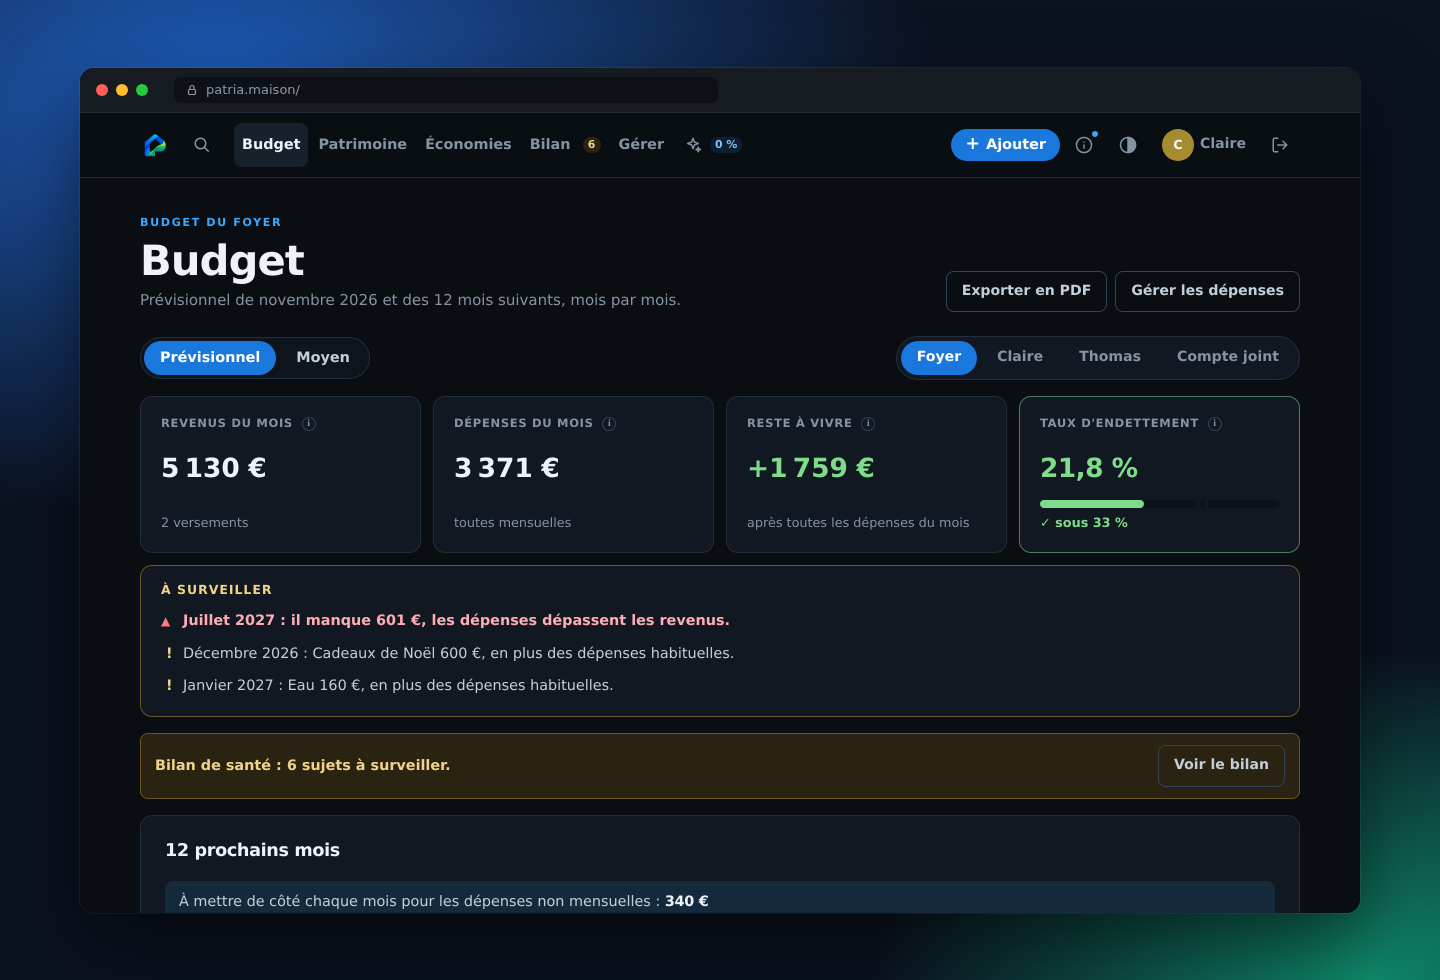 patria.maison/
Budget Patrimoine Économies Bilan 6 Gérer 0 % + Ajouter C Claire
BUDGET DU FOYER
Budget
Prévisionnel de novembre 2026 et des 12 mois suivants, mois par mois.
Exporter en PDF Gérer les dépenses
Prévisionnel Moyen Foyer Claire Thomas Compte joint
REVENUS DU MOIS i DÉPENSES DU MOIS i RESTE À VIVRE i TAUX D'ENDETTEMENT i
5 130 € 3 371 € +1 759 € 21,8 %
2 versements toutes mensuelles après toutes les dépenses du mois ✓ sous 33 %
À SURVEILLER
▲ Juillet 2027 : il manque 601 €, les dépenses dépassent les revenus.
! Décembre 2026 : Cadeaux de Noël 600 €, en plus des dépenses habituelles.
! Janvier 2027 : Eau 160 €, en plus des dépenses habituelles.
Bilan de santé : 6 sujets à surveiller. Voir le bilan
12 prochains mois
À mettre de côté chaque mois pour les dépenses non mensuelles : 340 €